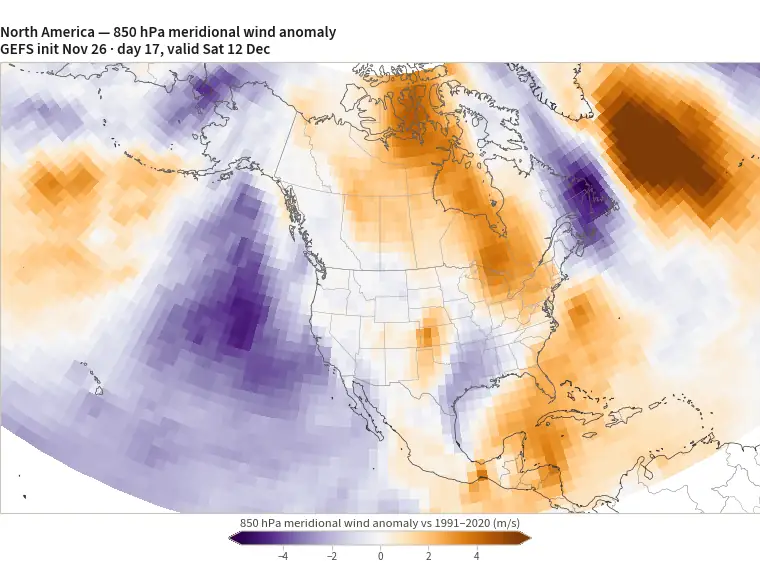 North America — 850 hPa meridional wind anomaly
GEFS init Nov 26 · day 17, valid Sat 12 Dec
850 hPa meridional wind anomaly vs 1991–2020 (m/s)
−4 −2 0 2 4